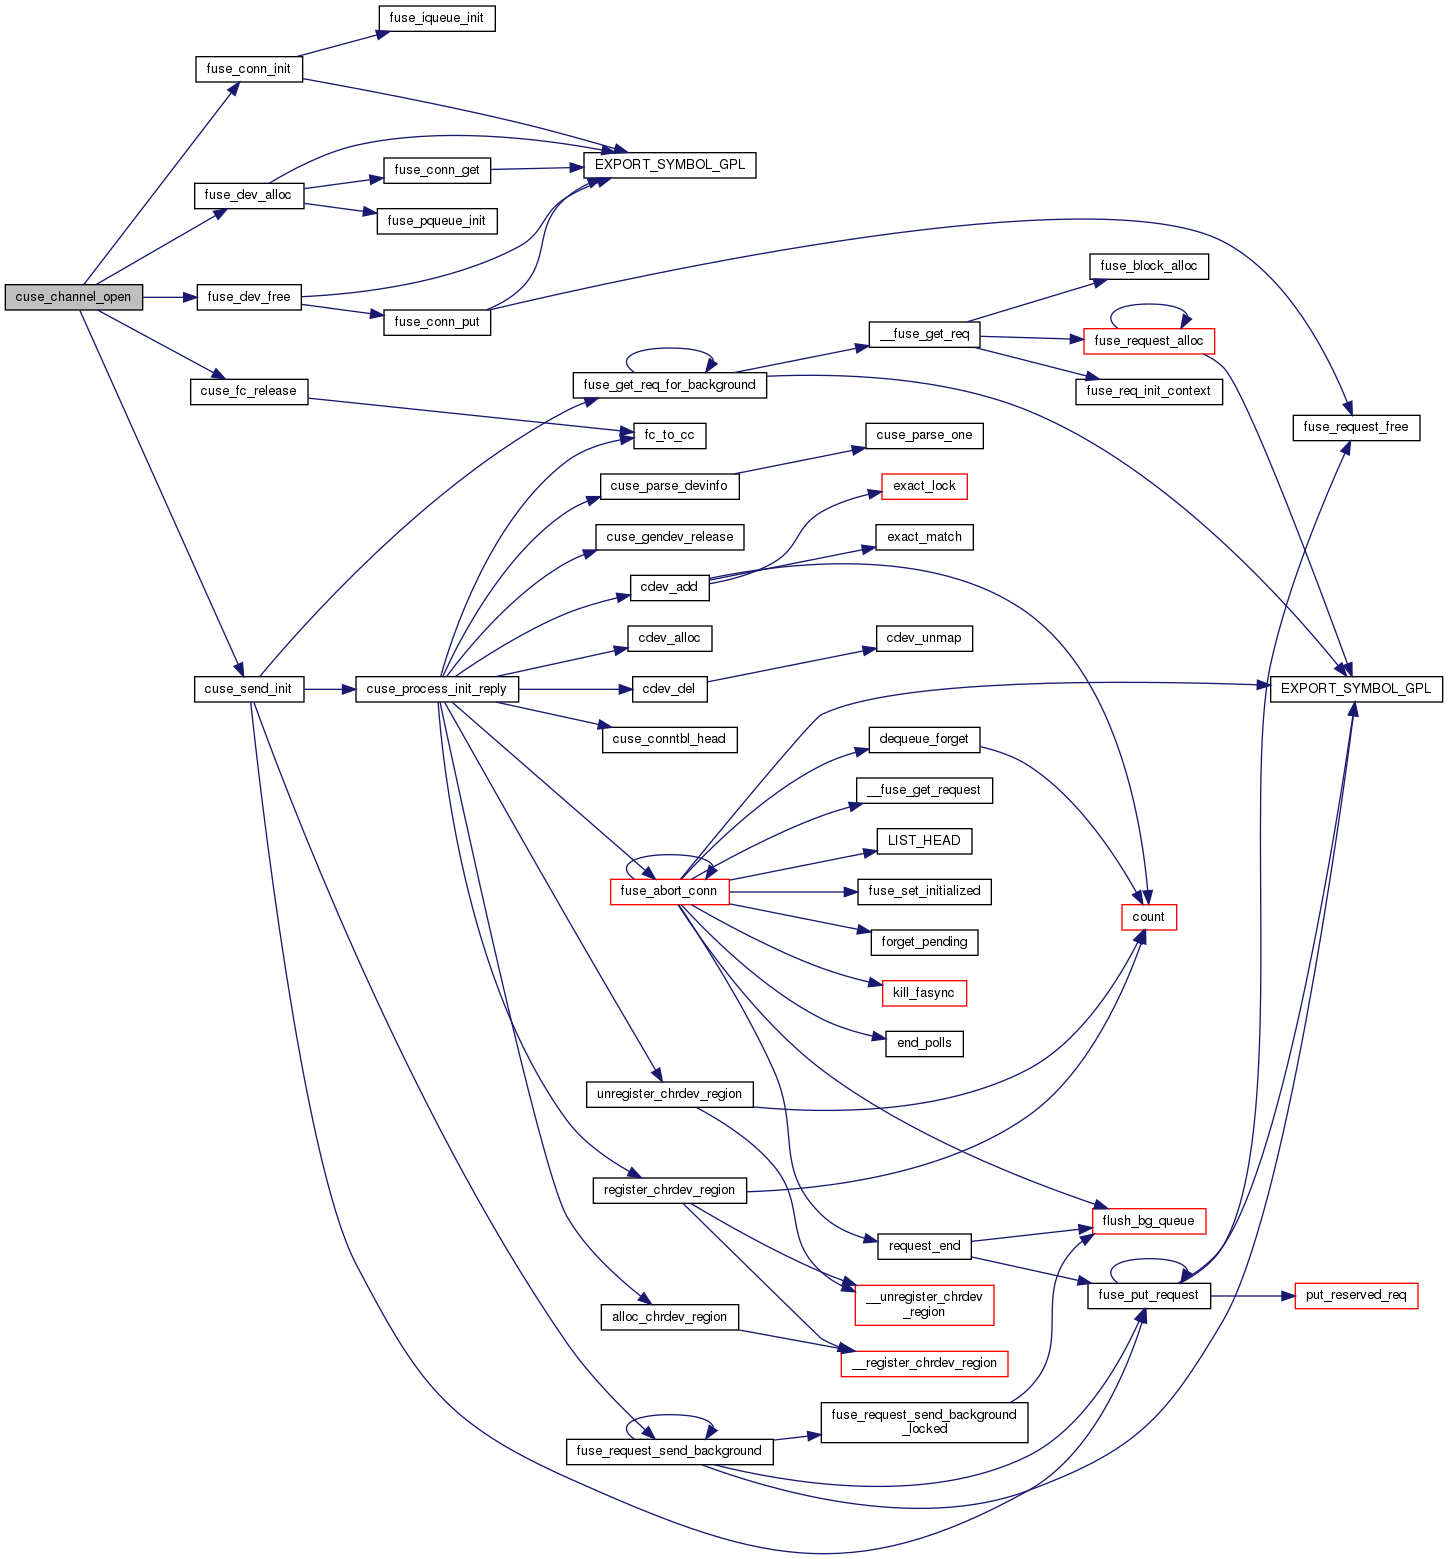 fuse_iqueue_init
fuse_conn_init
EXPORT_SYMBOL_GPL
fuse_conn_get
fuse_dev_alloc
fuse_pqueue_init
fuse_block_alloc
cuse_channel_open
fuse_dev_free
fuse_conn_put
__fuse_get_req
fuse_request_alloc
fuse_get_req_for_background
cuse_fc_release
fuse_req_init_context
fuse_request_free
fc_to_cc
cuse_parse_one
cuse_parse_devinfo
exact_lock
cuse_gendev_release
exact_match
cdev_add
cdev_alloc
cdev_unmap
cuse_send_init
cuse_process_init_reply
cdev_del
EXPORT_SYMBOL_GPL
cuse_conntbl_head
dequeue_forget
__fuse_get_request
LIST_HEAD
fuse_abort_conn
fuse_set_initialized
count
forget_pending
kill_fasync
end_polls
unregister_chrdev_region
register_chrdev_region
flush_bg_queue
request_end
fuse_put_request
put_reserved_req
__unregister_chrdev
_region
alloc_chrdev_region
__register_chrdev_region
fuse_request_send_background
_locked
fuse_request_send_background